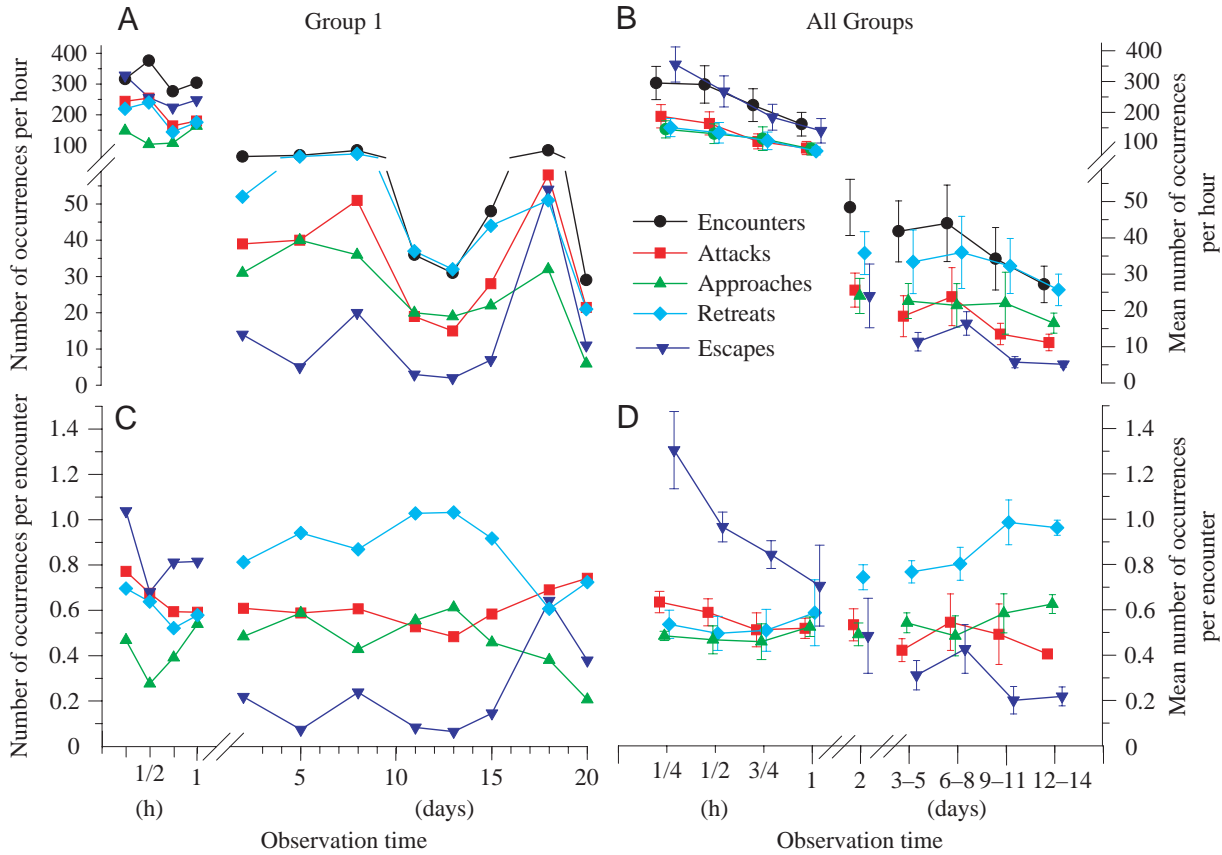 A
Group 1
B
All Groups
Number of occurrences per hour
400
300
200
100
50
40
30
20
10
0
Encounters
Attacks
Approaches
Retreats
Escapes
400
300
200
100
50
40
30
20
10
0
Mean number of occurrences
per hour
C
Number of occurrences per encounter
1.4
1.2
1.0
0.8
0.6
0.4
0.2
0
1/2
1
5
10
15
20
(h)
(days)
Observation time
D
1.4
1.2
1.0
0.8
0.6
0.4
0.2
0
Mean number of occurrences
per encounter
1/4
1/2
3/4
1
2
3–5
6–8
9–11
12–14
(h)
(days)
Observation time